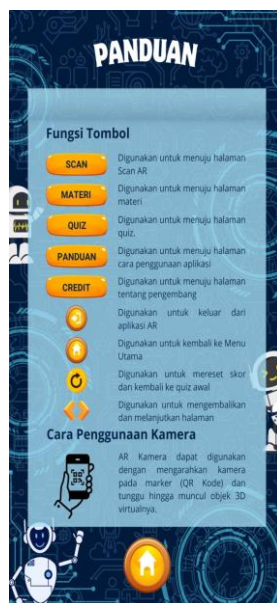 PANDUAN
Fungsi Tombol
SCAN
Digunakan untuk menuju halaman
Scan AR
MATERI
Digunakan untuk menuju halaman
materi
QUIZ
Digunakan untuk menuju halaman
quiz.
PANDUAN
Digunakan untuk menuju halaman
cara penggunaan aplikasi
CREDIT
Digunakan untuk menuju halaman
tentang pengembang
Digunakan untuk keluar dari
aplikasi AR
Digunakan untuk kembali ke Menu
Utama
Digunakan untuk mereset skor
dan kembali ke quiz awal
Digunakan untuk mengembalikan
dan melanjutkan halaman
Cara Penggunaan Kamera
AR Kamera dapat digunakan
dengan mengarahkan kamera
pada marker (QR Kode) dan
tunggu hingga muncul objek 3D
virtualnya.